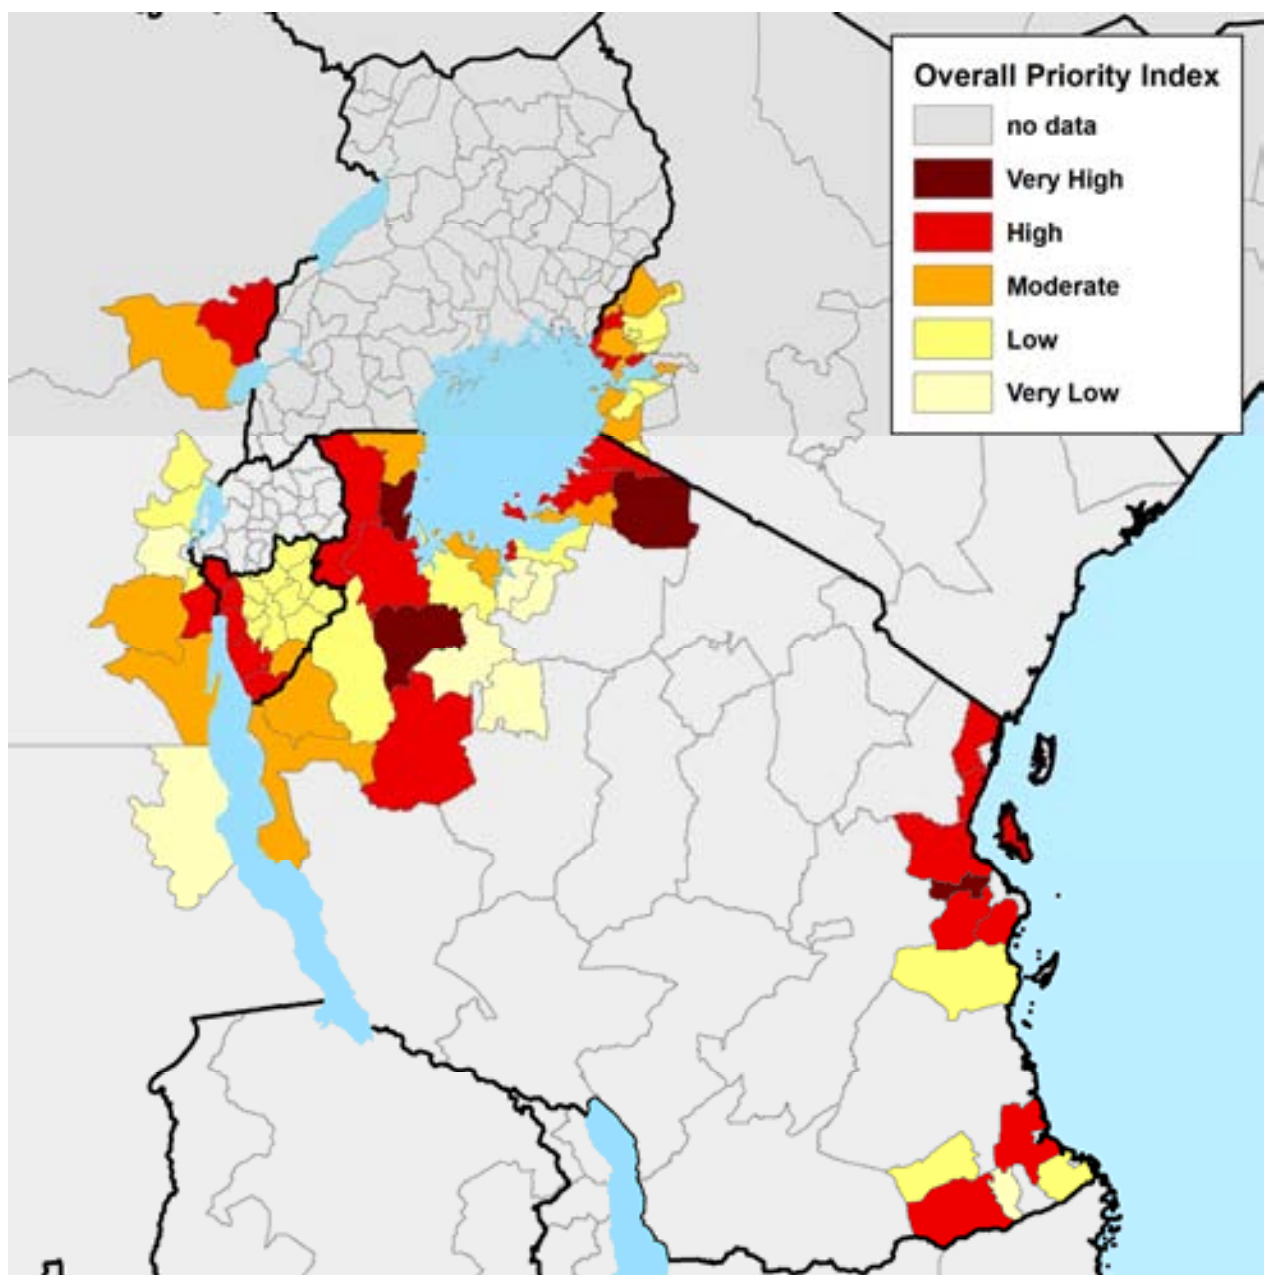 Overall Priority Index
no data
Very High
High
Moderate
Low
Very Low